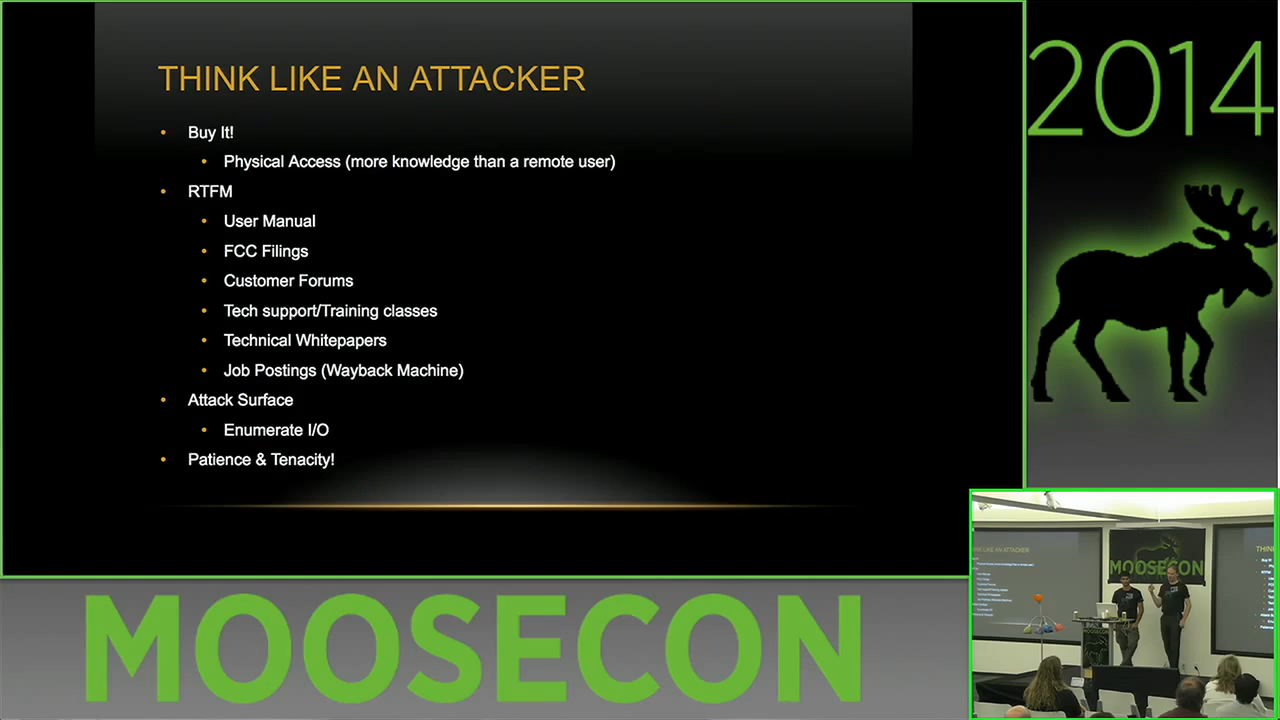 THINK LIKE AN ATTACKER
• Buy It!
• Physical Access (more knowledge than a remote user)
• RTFM
• User Manual
• FCC Filings
• Customer Forums
• Tech support/Training classes
• Technical Whitepapers
• Job Postings (Wayback Machine)
• Attack Surface
• Enumerate I/O
• Patience & Tenacity!
2014
MOOSECON
MOOSECON
MOOSECON